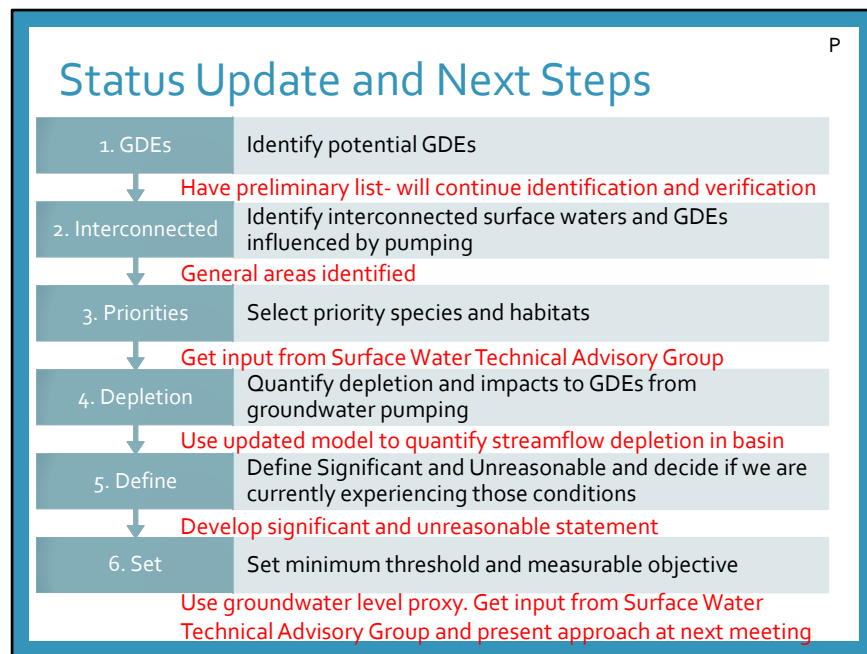 P
Status Update and Next Steps
1. GDEs
Identify potential GDEs
Have preliminary list- will continue identification and verification
2. Interconnected
Identify interconnected surface waters and GDEs
influenced by pumping
General areas identified
3. Priorities
Select priority species and habitats
Get input from Surface Water Technical Advisory Group
4. Depletion
Quantify depletion and impacts to GDEs from
groundwater pumping
Use updated model to quantify streamflow depletion in basin
5. Define
Define Significant and Unreasonable and decide if we are
currently experiencing those conditions
Develop significant and unreasonable statement
6. Set
Set minimum threshold and measurable objective
Use groundwater level proxy. Get input from Surface Water
Technical Advisory Group and present approach at next meeting